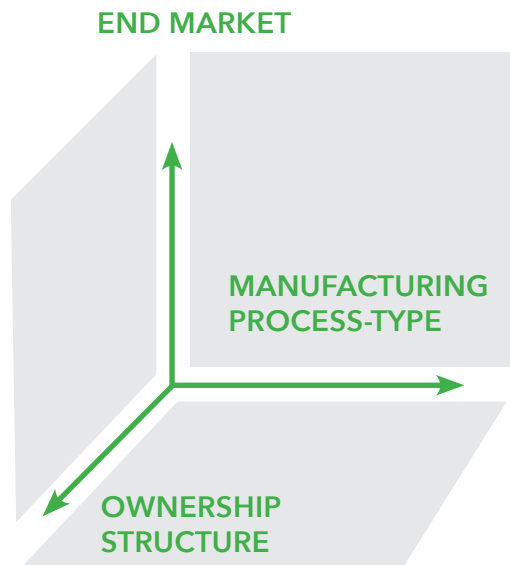 END MARKET
MANUFACTURING
PROCESS-TYPE
OWNERSHIP
STRUCTURE